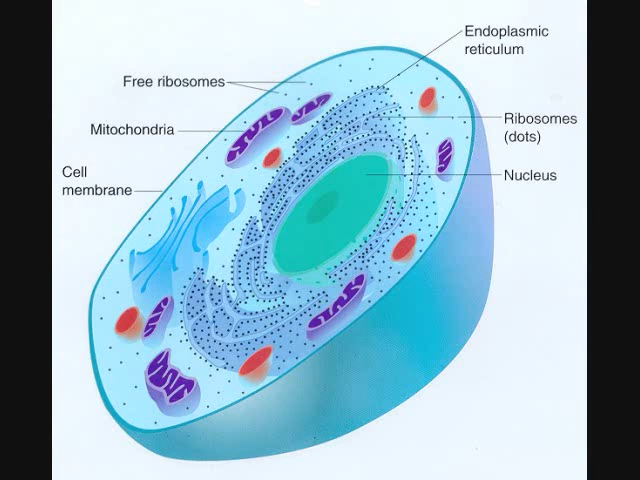 Endoplasmic
reticulum
Free ribosomes
Ribosomes
(dots)
Mitochondria
Cell
membrane
Nucleus